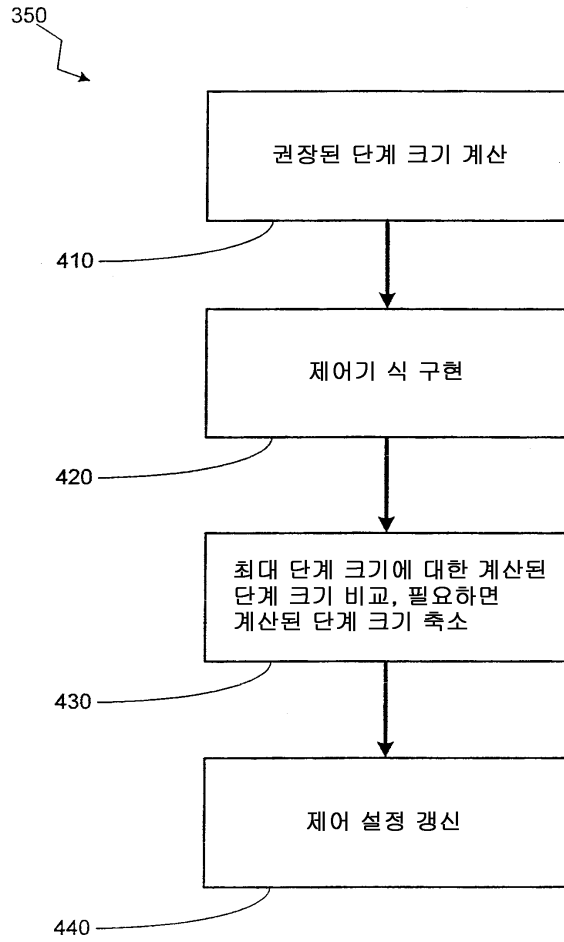 350
권장된 단계 크기 계산
410
제어기 식 구현
420
최대 단계 크기에 대한 계산된
단계 크기 비교, 필요하면
계산된 단계 크기 축소
430
제어 설정 갱신
440